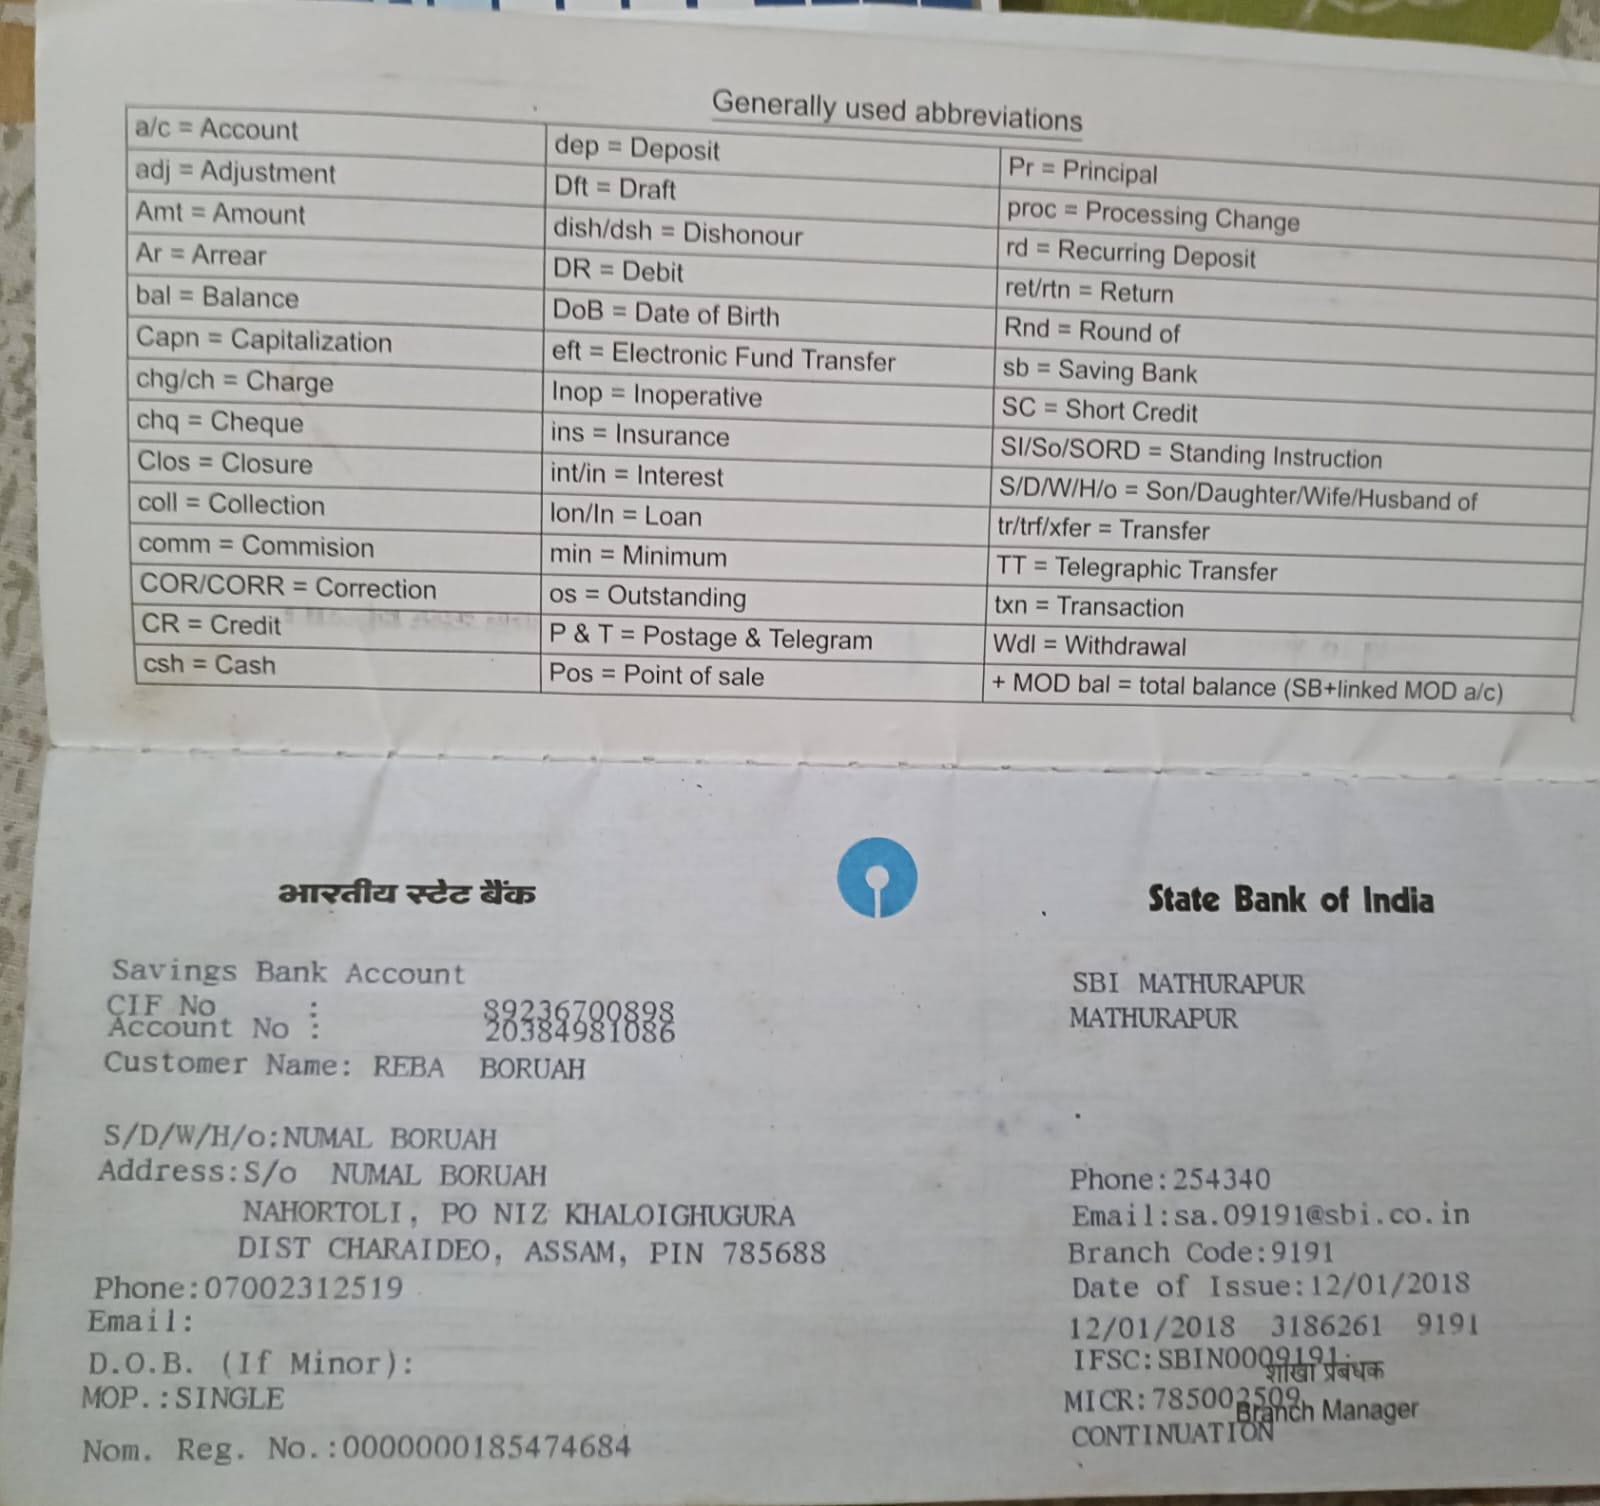 Generally used abbreviations
a/c = Account
adj = Adjustment
Amt = Amount
Ar = Arrear
bal = Balance
Capn = Capitalization
chg/ch = Charge
chq = Cheque
Clos = Closure
coll = Collection
comm = Commision
COR/CORR = Correction
CR = Credit
csh = Cash
dep = Deposit
Dft = Draft
dish/dsh = Dishonour
DR = Debit
DoB = Date of Birth
eft = Electronic Fund Transfer
Inop = Inoperative
ins = Insurance
int/in = Interest
lon/ln = Loan
min = Minimum
os = Outstanding
P & T = Postage & Telegram
Pos = Point of sale
Pr = Principal
proc = Processing Change
rd = Recurring Deposit
ret/rtn = Return
Rnd = Round of
sb = Saving Bank
SC = Short Credit
SI/So/SORD = Standing Instruction
S/D/W/H/o = Son/Daughter/Wife/Husband of
tr/trf/xfer = Transfer
TT = Telegraphic Transfer
txn = Transaction
Wdl = Withdrawal
+ MOD bal = total balance (SB+linked MOD a/c)
भारतीय स्टेट बैंक
State Bank of India
Savings Bank Account
CIF No : 89236700898
Account No : 20384981086
Customer Name: REBA BORUAH
S/D/W/H/o:NUMAL BORUAH
Address:S/o NUMAL BORUAH
NAHORTOLI, PO NIZ KHALOIGHUGURA
DIST CHARAIDEO, ASSAM, PIN 785688
Phone:07002312519
Email:
D.O.B. (If Minor):
MOP.:SINGLE
Nom. Reg. No.:0000000185474684
SBI MATHURAPUR
MATHURAPUR
Phone:254340
Email:sa.09191@sbi.co.in
Branch Code:9191
Date of Issue:12/01/2018
12/01/2018 3186261 9191
IFSC:SBIN0009191
शाखा प्रबंधक
MICR:785002509
Branch Manager
CONTINUATION